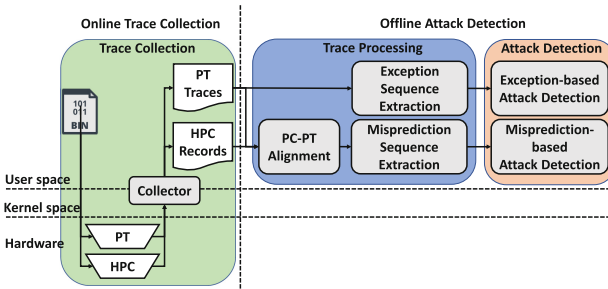 Online Trace Collection
Offline Attack Detection
Trace Collection
Trace Processing
Attack Detection
101
011
BIN
PT
Traces
HPC
Records
Exception
Sequence
Extraction
Exception-based
Attack Detection
PC-PT
Alignment
Misprediction
Sequence
Extraction
Misprediction-
based
Attack Detection
User space
Collector
Kernel space
Hardware
PT
HPC